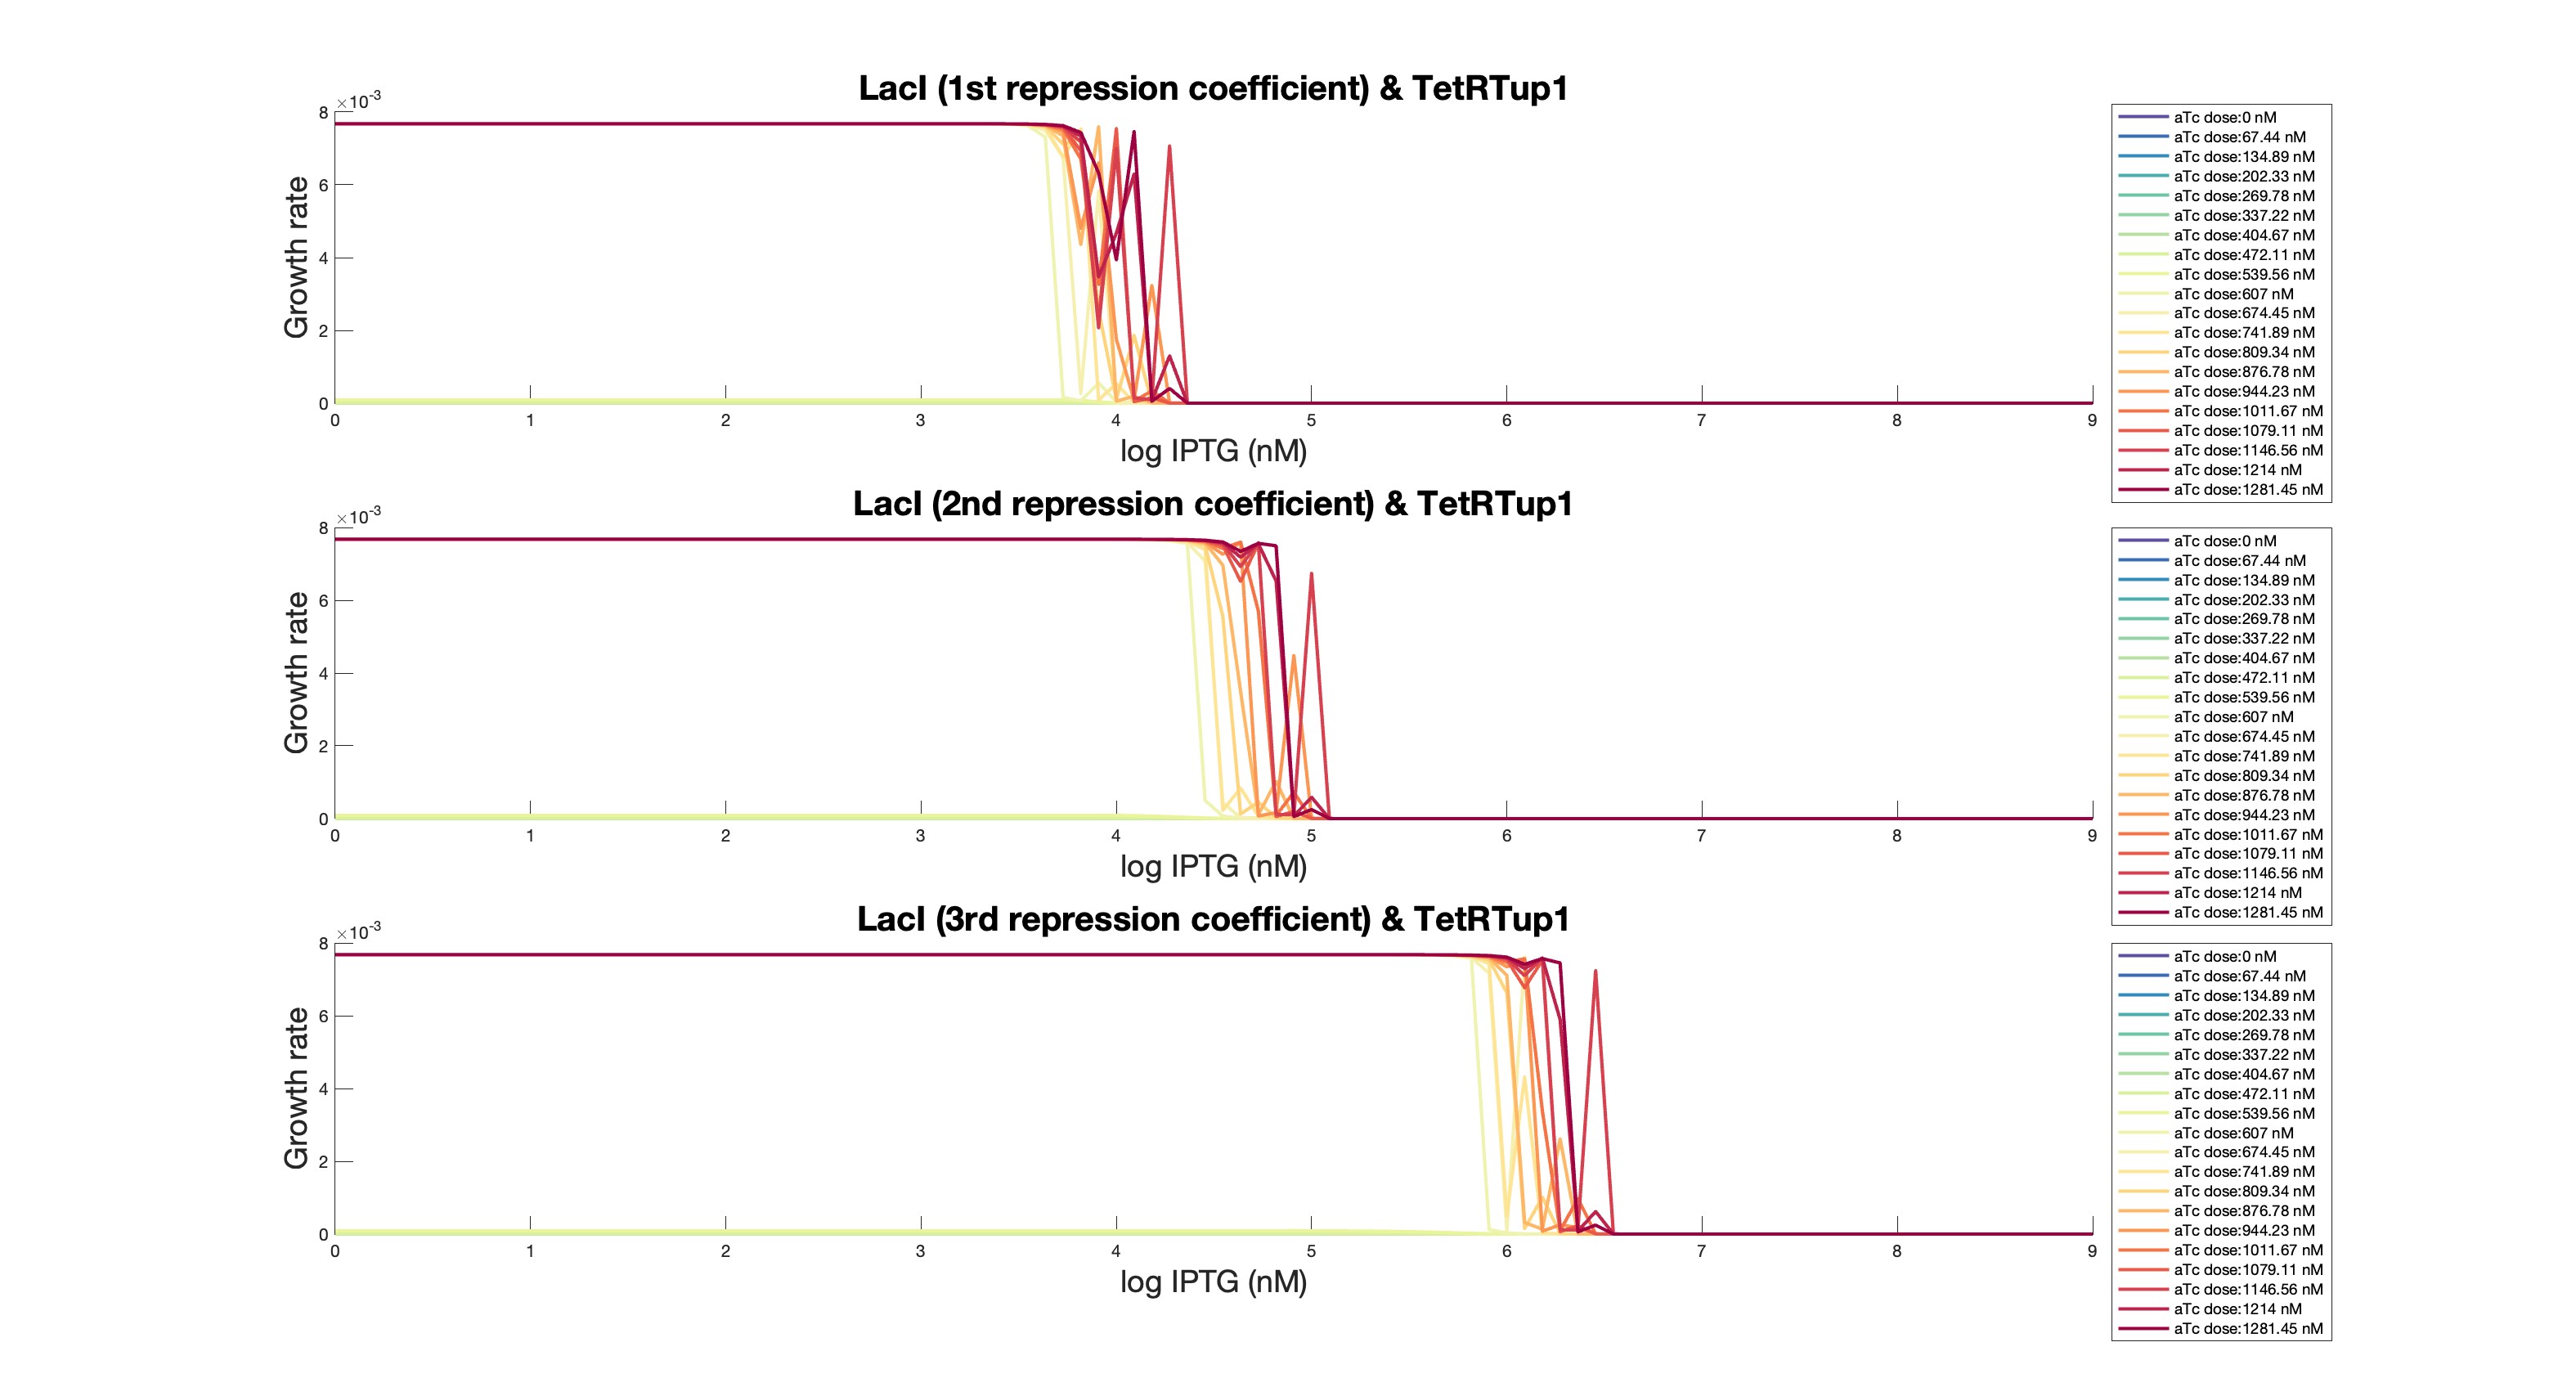 LacI (1st repression coefficient) & TetRTup1
×10-3
8
6
4
2
0
Growth rate
0 1 2 3 4 5 6 7 8 9
log IPTG (nM)
aTc dose:0 nM
aTc dose:67.44 nM
aTc dose:134.89 nM
aTc dose:202.33 nM
aTc dose:269.78 nM
aTc dose:337.22 nM
aTc dose:404.67 nM
aTc dose:472.11 nM
aTc dose:539.56 nM
aTc dose:607 nM
aTc dose:674.45 nM
aTc dose:741.89 nM
aTc dose:809.34 nM
aTc dose:876.78 nM
aTc dose:944.23 nM
aTc dose:1011.67 nM
aTc dose:1079.11 nM
aTc dose:1146.56 nM
aTc dose:1214 nM
aTc dose:1281.45 nM
LacI (2nd repression coefficient) & TetRTup1
×10-3
8
6
4
2
0
Growth rate
0 1 2 3 4 5 6 7 8 9
log IPTG (nM)
aTc dose:0 nM
aTc dose:67.44 nM
aTc dose:134.89 nM
aTc dose:202.33 nM
aTc dose:269.78 nM
aTc dose:337.22 nM
aTc dose:404.67 nM
aTc dose:472.11 nM
aTc dose:539.56 nM
aTc dose:607 nM
aTc dose:674.45 nM
aTc dose:741.89 nM
aTc dose:809.34 nM
aTc dose:876.78 nM
aTc dose:944.23 nM
aTc dose:1011.67 nM
aTc dose:1079.11 nM
aTc dose:1146.56 nM
aTc dose:1214 nM
aTc dose:1281.45 nM
LacI (3rd repression coefficient) & TetRTup1
×10-3
8
6
4
2
0
Growth rate
0 1 2 3 4 5 6 7 8 9
log IPTG (nM)
aTc dose:0 nM
aTc dose:67.44 nM
aTc dose:134.89 nM
aTc dose:202.33 nM
aTc dose:269.78 nM
aTc dose:337.22 nM
aTc dose:404.67 nM
aTc dose:472.11 nM
aTc dose:539.56 nM
aTc dose:607 nM
aTc dose:674.45 nM
aTc dose:741.89 nM
aTc dose:809.34 nM
aTc dose:876.78 nM
aTc dose:944.23 nM
aTc dose:1011.67 nM
aTc dose:1079.11 nM
aTc dose:1146.56 nM
aTc dose:1214 nM
aTc dose:1281.45 nM